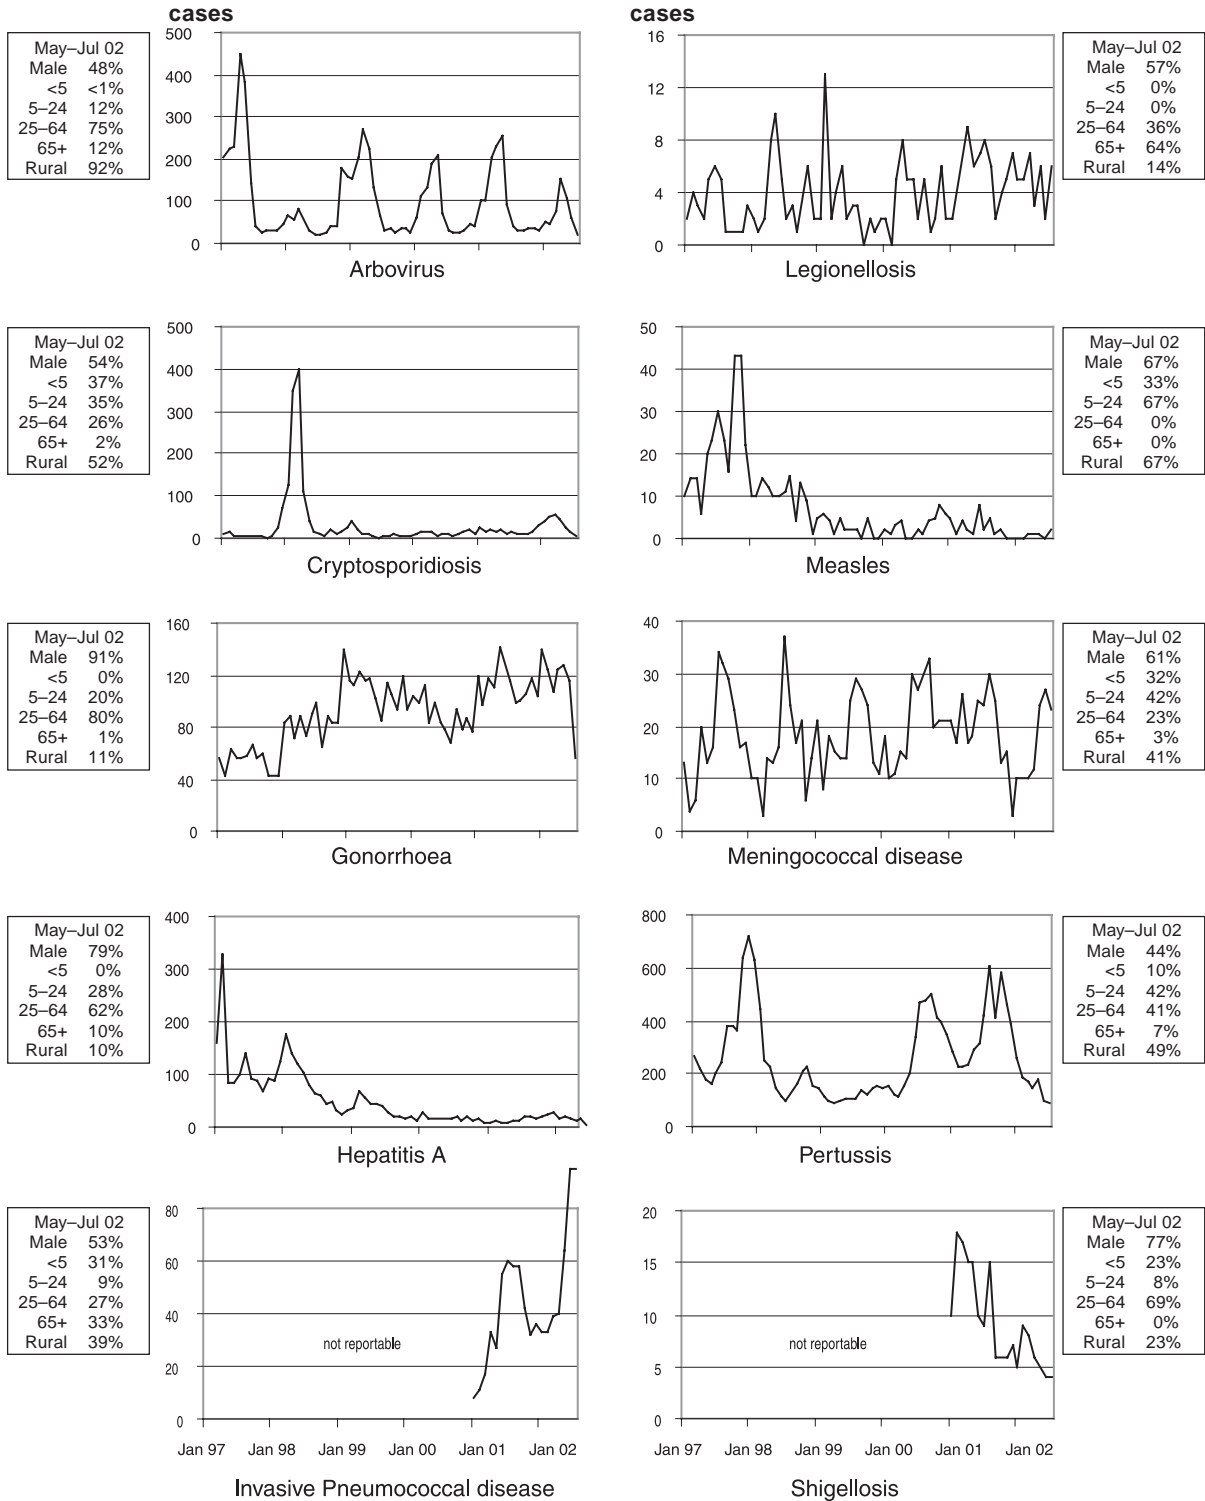 cases
May–Jul 02
Male 48%
<5 <1%
5–24 12%
25–64 75%
65+ 12%
Rural 92%
500
400
300
200
100
0
Arbovirus
cases
16
12
8
4
0
Legionellosis
May–Jul 02
Male 57%
<5 0%
5–24 0%
25–64 36%
65+ 64%
Rural 14%
May–Jul 02
Male 54%
<5 37%
5–24 35%
25–64 26%
65+ 2%
Rural 52%
500
400
300
200
100
0
Cryptosporidiosis
50
40
30
20
10
0
Measles
May–Jul 02
Male 67%
<5 33%
5–24 67%
25–64 0%
65+ 0%
Rural 67%
May–Jul 02
Male 91%
<5 0%
5–24 20%
25–64 80%
65+ 1%
Rural 11%
160
120
80
40
0
Gonorrhoea
40
30
20
10
0
Meningococcal disease
May–Jul 02
Male 61%
<5 32%
5–24 42%
25–64 23%
65+ 3%
Rural 41%
May–Jul 02
Male 79%
<5 0%
5–24 28%
25–64 62%
65+ 10%
Rural 10%
400
300
200
100
0
Hepatitis A
800
600
400
200
0
Pertussis
May–Jul 02
Male 44%
<5 10%
5–24 42%
25–64 41%
65+ 7%
Rural 49%
May–Jul 02
Male 53%
<5 31%
5–24 9%
25–64 27%
65+ 33%
Rural 39%
80
60
40
20
0
not reportable
Jan 97 Jan 98 Jan 99 Jan 00 Jan 01 Jan 02
Invasive Pneumococcal disease
20
15
10
5
0
not reportable
Jan 97 Jan 98 Jan 99 Jan 00 Jan 01 Jan 02
Shigellosis
May–Jul 02
Male 77%
<5 23%
5–24 8%
25–64 69%
65+ 0%
Rural 23%